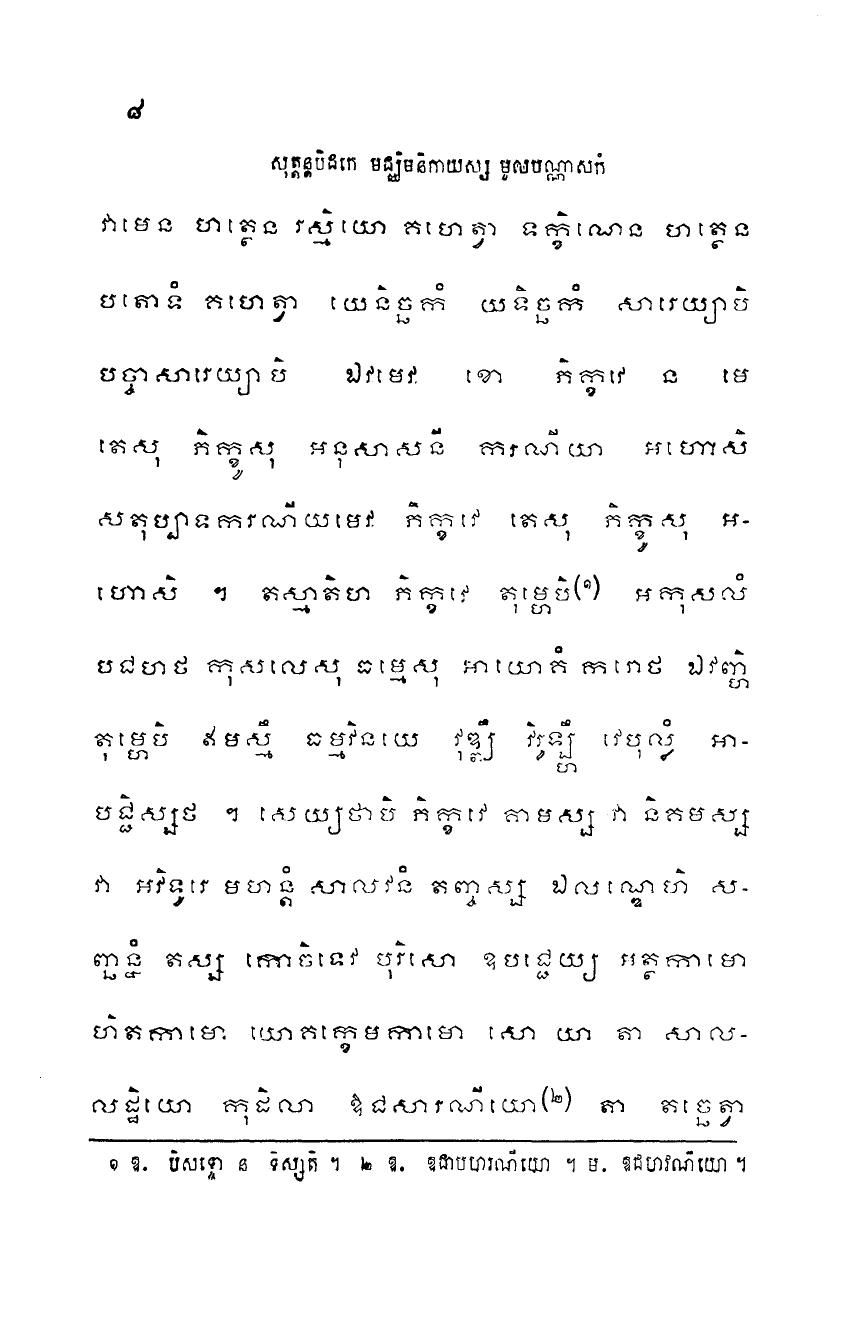 ៨
សុត្តន្តបិដកេ មជ្ឈិមនិកាយស្ស មូលបណ្ណាសកំ
វាមេន ហត្ថេន រស្មិយោ គហេត្វា ទក្ខិណេន ហត្ថេន
បតោទំ គហេត្វា យេនិច្ឆកំ យទិច្ឆកំ សារេយ្យាបិ
បច្ចាសារេយ្យាបិ ឯវមេវ ខោ ភិក្ខវេ ន មេ
តេសុ ភិក្ខូសុ អនុសាសនី ករណីយា អហោសិ
សតុប្បាទករណីយមេវ ភិក្ខវេ តេសុ ភិក្ខូសុ អ-
ហោសិ ។ តស្មាតិហ ភិក្ខវេ តុម្ហេបិ(១) អកុសលំ
បជហថ កុសលេសុ ធម្មេសុ អាយោគំ ករោថ ឯវញ្ហិ
តុម្ហេបិ ឥមស្មឹ ធម្មវិនយេ វុឌ្ឍឹ វិរូឡ្ហឹ វេបុល្លំ អា-
បជ្ជិស្សថ ។ សេយ្យថាបិ ភិក្ខវេ គាមស្ស វា និគមស្ស
វា អវិទូរេ មហន្តំ សាលវនំ តញ្ចស្ស ឯលណ្ឌេហិ ស-
ញ្ឆន្នំ តស្ស កោចិទេវ បុរិសោ ឧបជ្ជេយ្យ អត្ថកាមោ
ហិតកាមោ យោគក្ខេមកាមោ សោ យា តា សាល-
លដ្ឋិយោ កុដិលា ឱជសារណីយោ(២) តា តច្ឆេត្វា
១ ឱ. បិសទ្ទោ ន ទិស្សតិ ។ ២ ឱ. ឱជាបហរណីយោ ។ ម. ឱជហរណីយោ ។